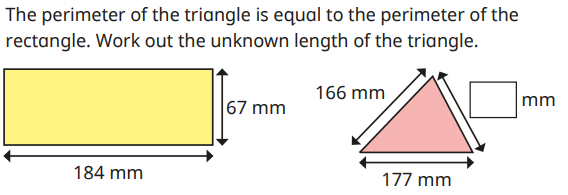 The perimeter of the triangle is equal to the perimeter of the
rectangle. Work out the unknown length of the triangle.
166 mm
mm
67 mm
184 mm
177 mm